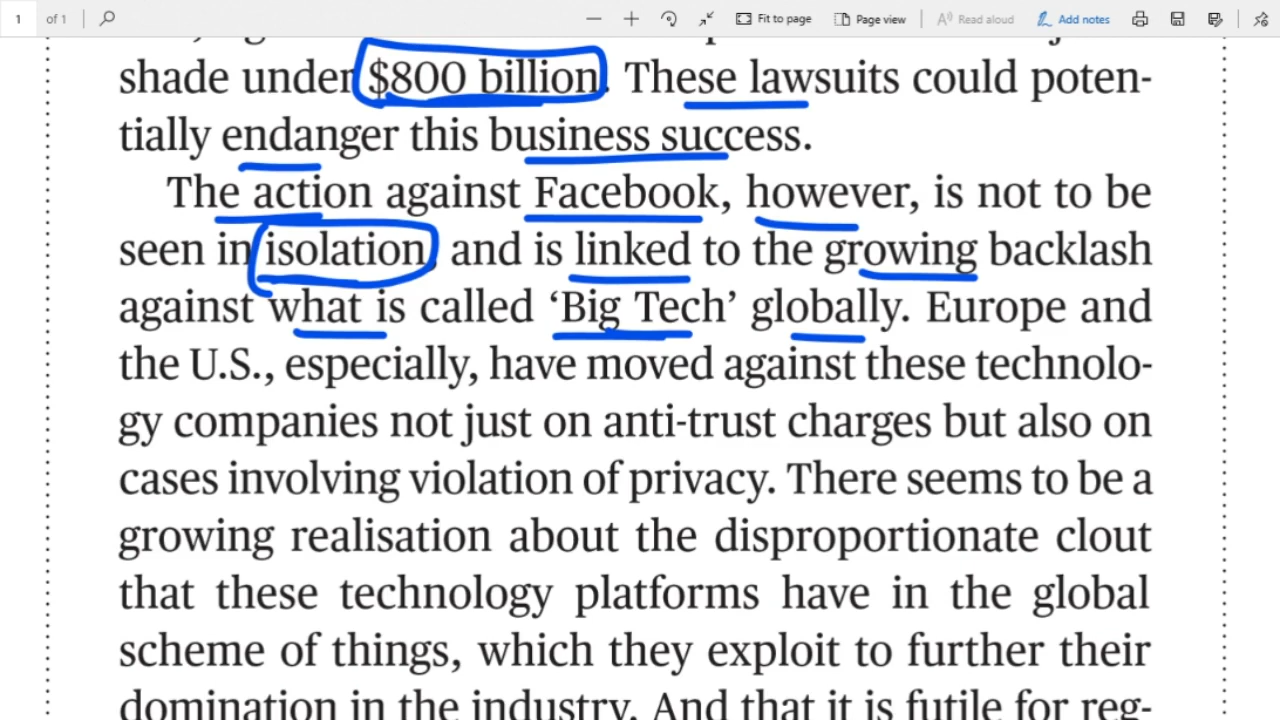 1 of 1 Fit to page Page view Read aloud Add notes
shade under $800 billion. These lawsuits could poten-
tially endanger this business success.
The action against Facebook, however, is not to be
seen in isolation, and is linked to the growing backlash
against what is called ‘Big Tech’ globally. Europe and
the U.S., especially, have moved against these technolo-
gy companies not just on anti-trust charges but also on
cases involving violation of privacy. There seems to be a
growing realisation about the disproportionate clout
that these technology platforms have in the global
scheme of things, which they exploit to further their
domination in the industry. And that it is futile for reg-